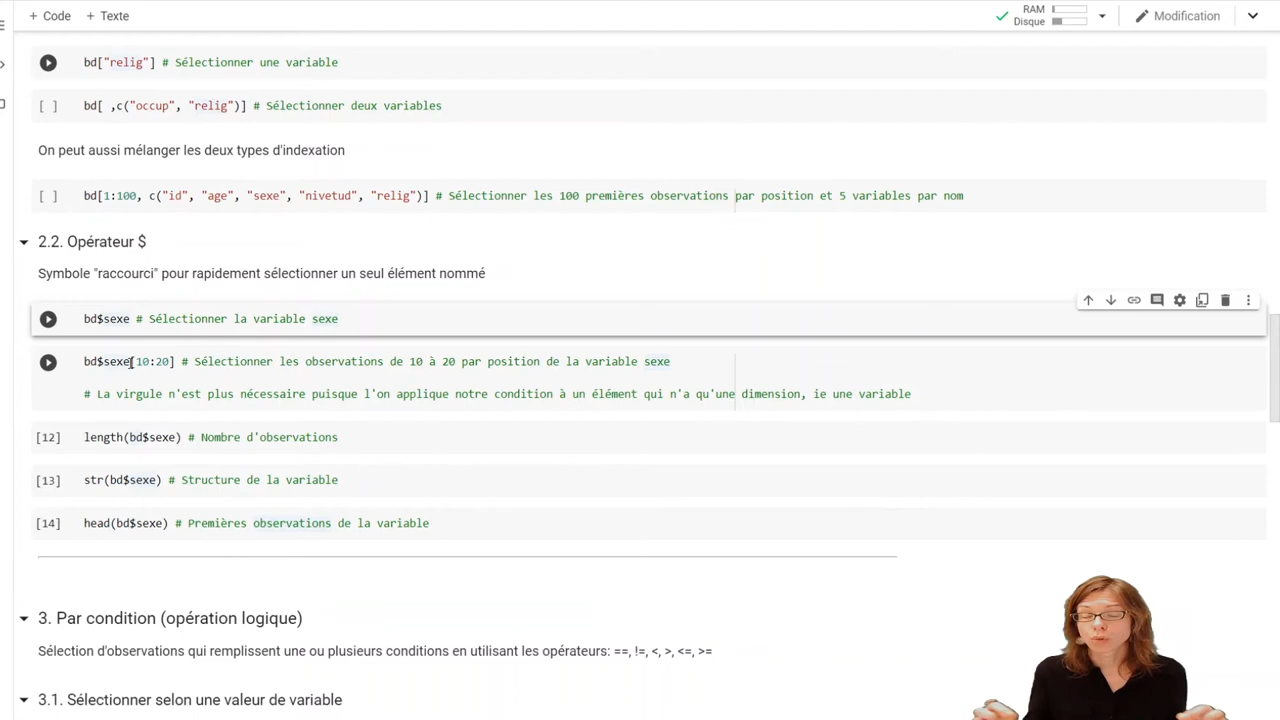 + Code + Texte
RAM
Disque
Modification
bd["relig"] # Sélectionner une variable
[ ] bd[ ,c("occup", "relig")] # Sélectionner deux variables
On peut aussi mélanger les deux types d'indexation
[ ] bd[1:100, c("id", "age", "sexe", "nivetud", "relig")] # Sélectionner les 100 premières observations par position et 5 variables par nom
2.2. Opérateur $
Symbole "raccourci" pour rapidement sélectionner un seul élément nommé
bd$sexe # Sélectionner la variable sexe
bd$sexe[10:20] # Sélectionner les observations de 10 à 20 par position de la variable sexe
# La virgule n'est plus nécessaire puisque l'on applique notre condition à un élément qui n'a qu'une dimension, ie une variable
[12] length(bd$sexe) # Nombre d'observations
[13] str(bd$sexe) # Structure de la variable
[14] head(bd$sexe) # Premières observations de la variable
3. Par condition (opération logique)
Sélection d'observations qui remplissent une ou plusieurs conditions en utilisant les opérateurs: ==, !=, <, >, <=, >=
3.1. Sélectionner selon une valeur de variable